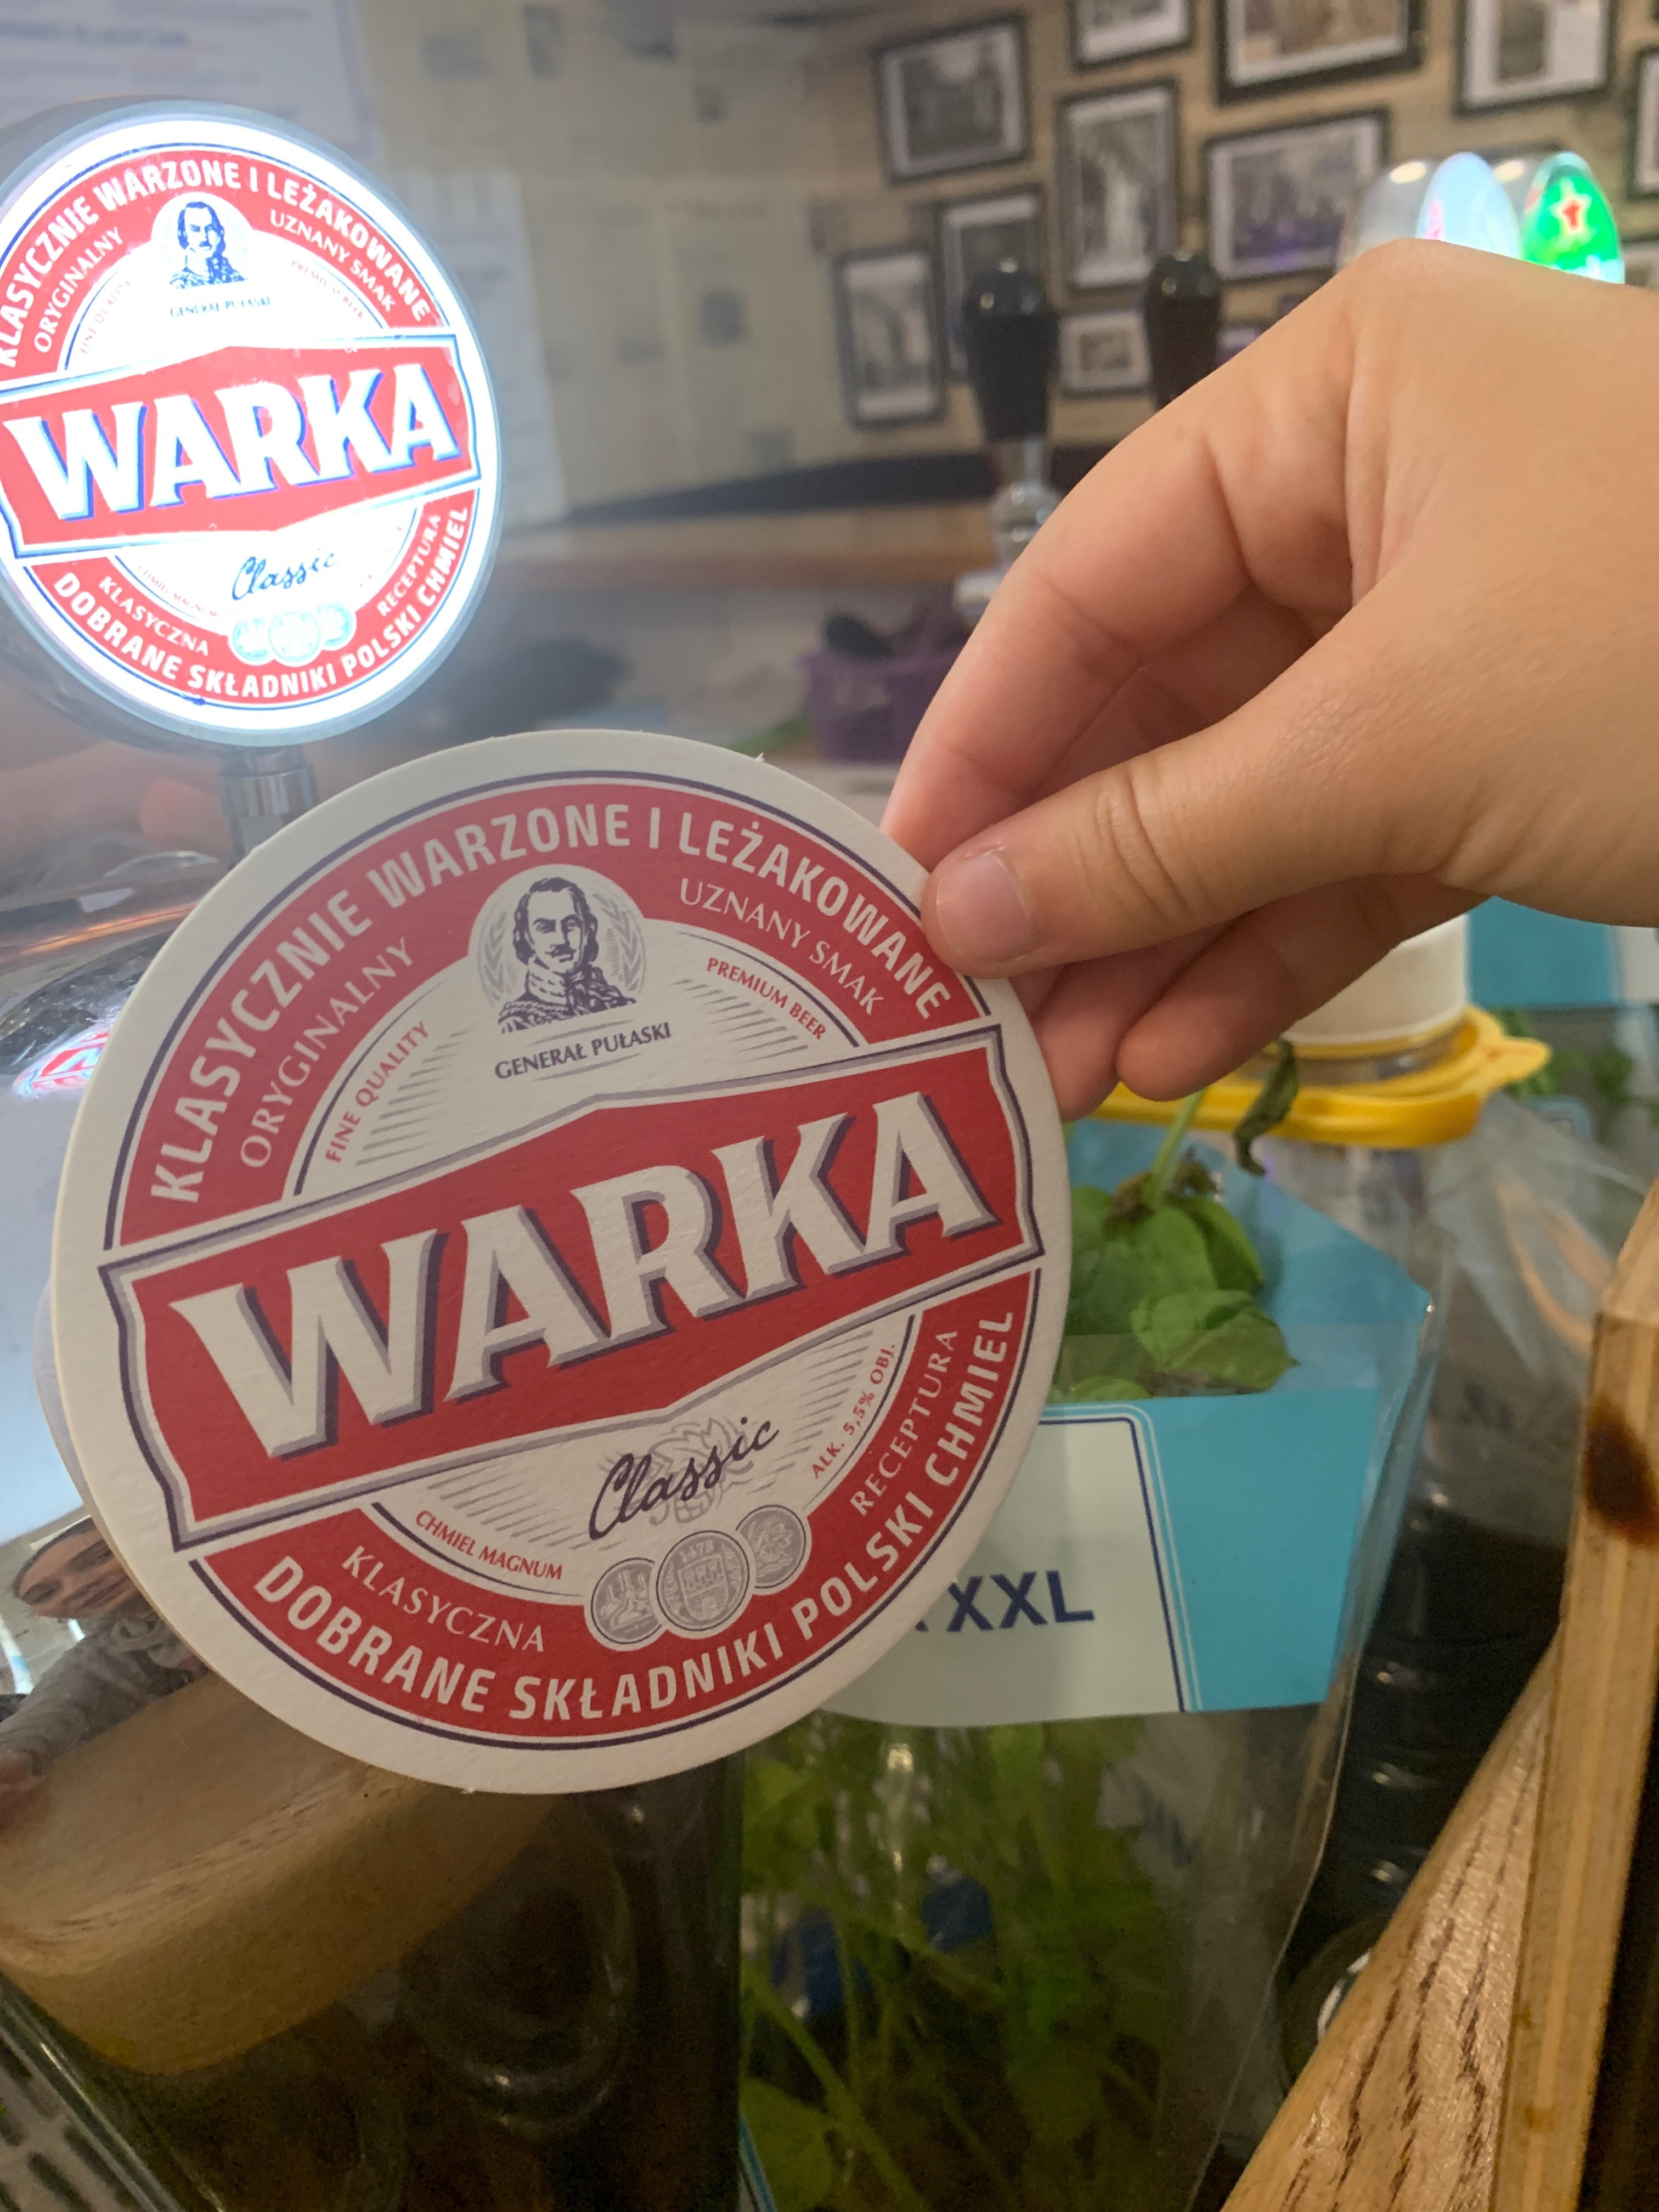 KLASYCZNIE WARZONE I LEŻAKOWANE
ORYGINALNY
UZNANY SMAK
PREMIUM BEER
GENERAŁ PUŁASKI
WARKA
Classic
KLASYCZNA
RECEPTURA
DOBRANE SKŁADNIKI POLSKI CHMIEL
KLASYCZNIE WARZONE I LEŻAKOWANE
ORYGINALNY
UZNANY SMAK
FINE QUALITY
PREMIUM BEER
GENERAŁ PUŁASKI
WARKA
Classic
ALK. 5,5% OBJ.
CHMIEL MAGNUM
1478
KLASYCZNA
RECEPTURA
DOBRANE SKŁADNIKI POLSKI CHMIEL
XXL